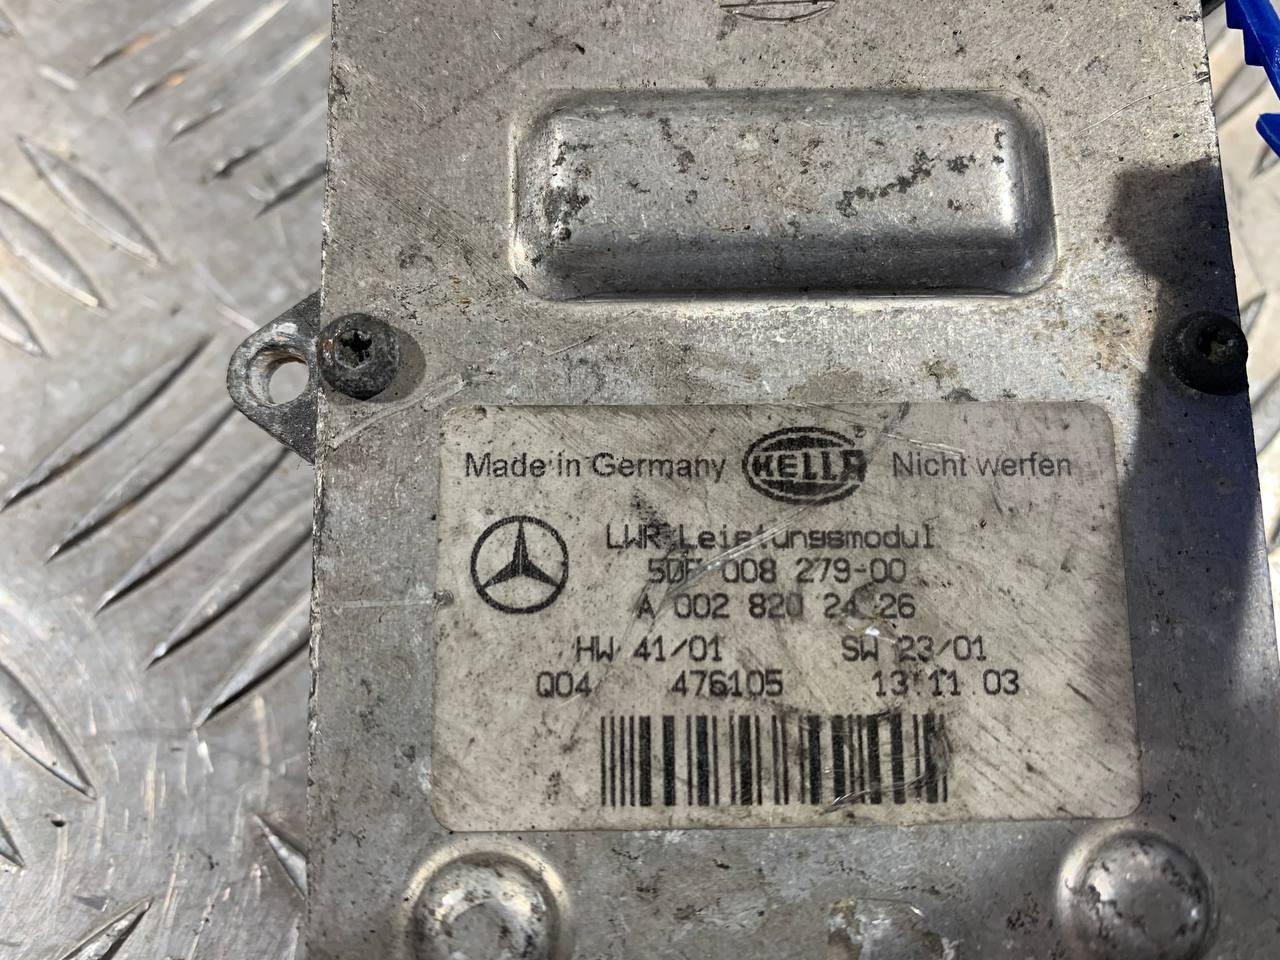 Made in Germany HELLA ® Nicht werfen
LWR Leistungsmodul
5DF 008 279-00
A 002 820 24 26
HW 41/01 SW 23/01
Q04 476105 13.11.03